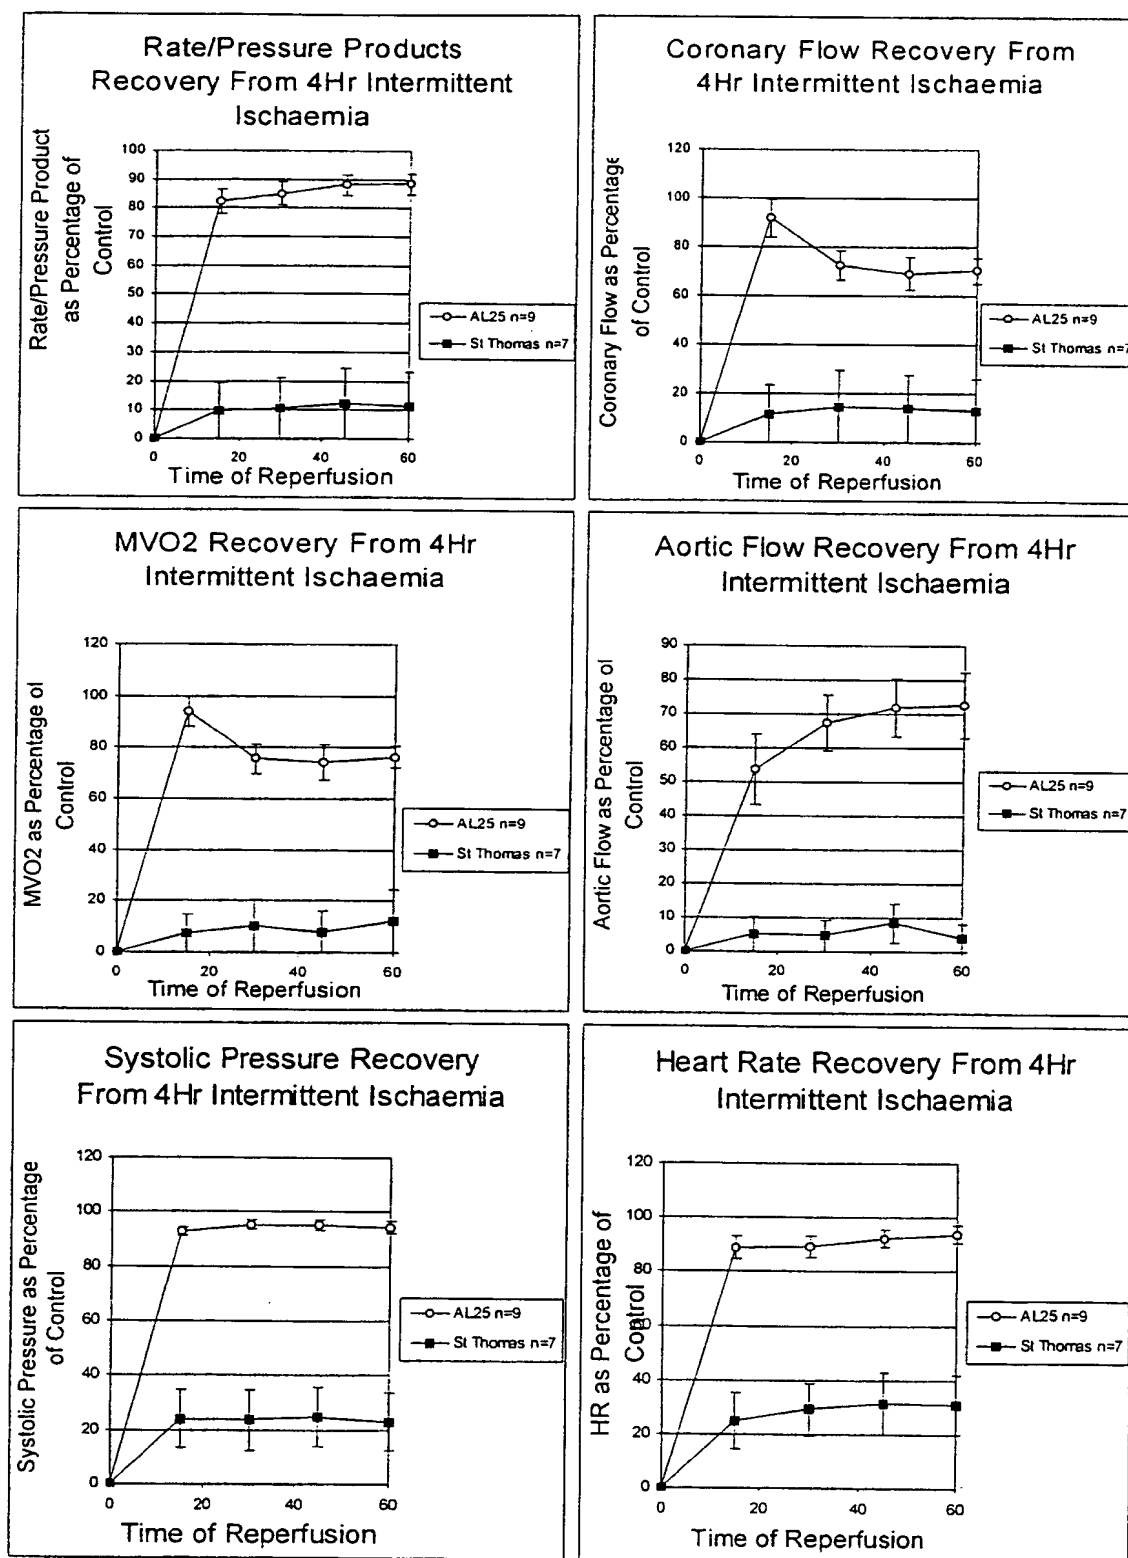 Rate/Pressure Products
Recovery From 4Hr Intermittent
Ischaemia
Rate/Pressure Product
as Percentage of
Control
100
90
80
70
60
50
40
30
20
10
0
0 20 40 60
Time of Reperfusion
AL25 n=9
St Thomas n=7
Coronary Flow Recovery From
4Hr Intermittent Ischaemia
Coronary Flow as Percentage
of Control
120
100
80
60
40
20
0
0 20 40 60
Time of Reperfusion
AL25 n=9
St Thomas n=7
MVO2 Recovery From 4Hr
Intermittent Ischaemia
MVO2 as Percentage of
Control
120
100
80
60
40
20
0
0 20 40 60
Time of Reperfusion
AL25 n=9
St Thomas n=7
Aortic Flow Recovery From 4Hr
Intermittent Ischaemia
Aortic Flow as Percentage of
Control
90
80
70
60
50
40
30
20
10
0
0 20 40 60
Time of Reperfusion
AL25 n=9
St Thomas n=7
Systolic Pressure Recovery
From 4Hr Intermittent Ischaemia
Systolic Pressure as Percentage
of Control
120
100
80
60
40
20
0
0 20 40 60
Time of Reperfusion
AL25 n=9
St Thomas n=7
Heart Rate Recovery From 4Hr
Intermittent Ischaemia
HR as Percentage of
Control
120
100
80
60
40
20
0
0 20 40 60
Time of Reperfusion
AL25 n=9
St Thomas n=7